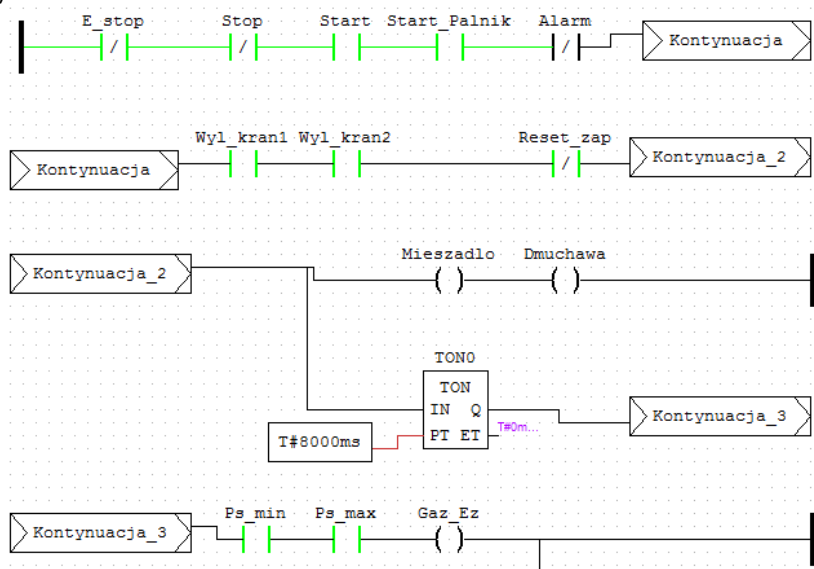 E_stop Stop Start Start_Palnik Alarm
Kontynuacja
Wyl_kran1 Wyl_kran2 Reset_zap
Kontynuacja Kontynuacja_2
Mieszadlo Dmuchawa
Kontynuacja_2
TON0
TON
IN Q Kontynuacja_3
T#8000ms PT ET T#0m...
Ps_min Ps_max Gaz_Ez
Kontynuacja_3